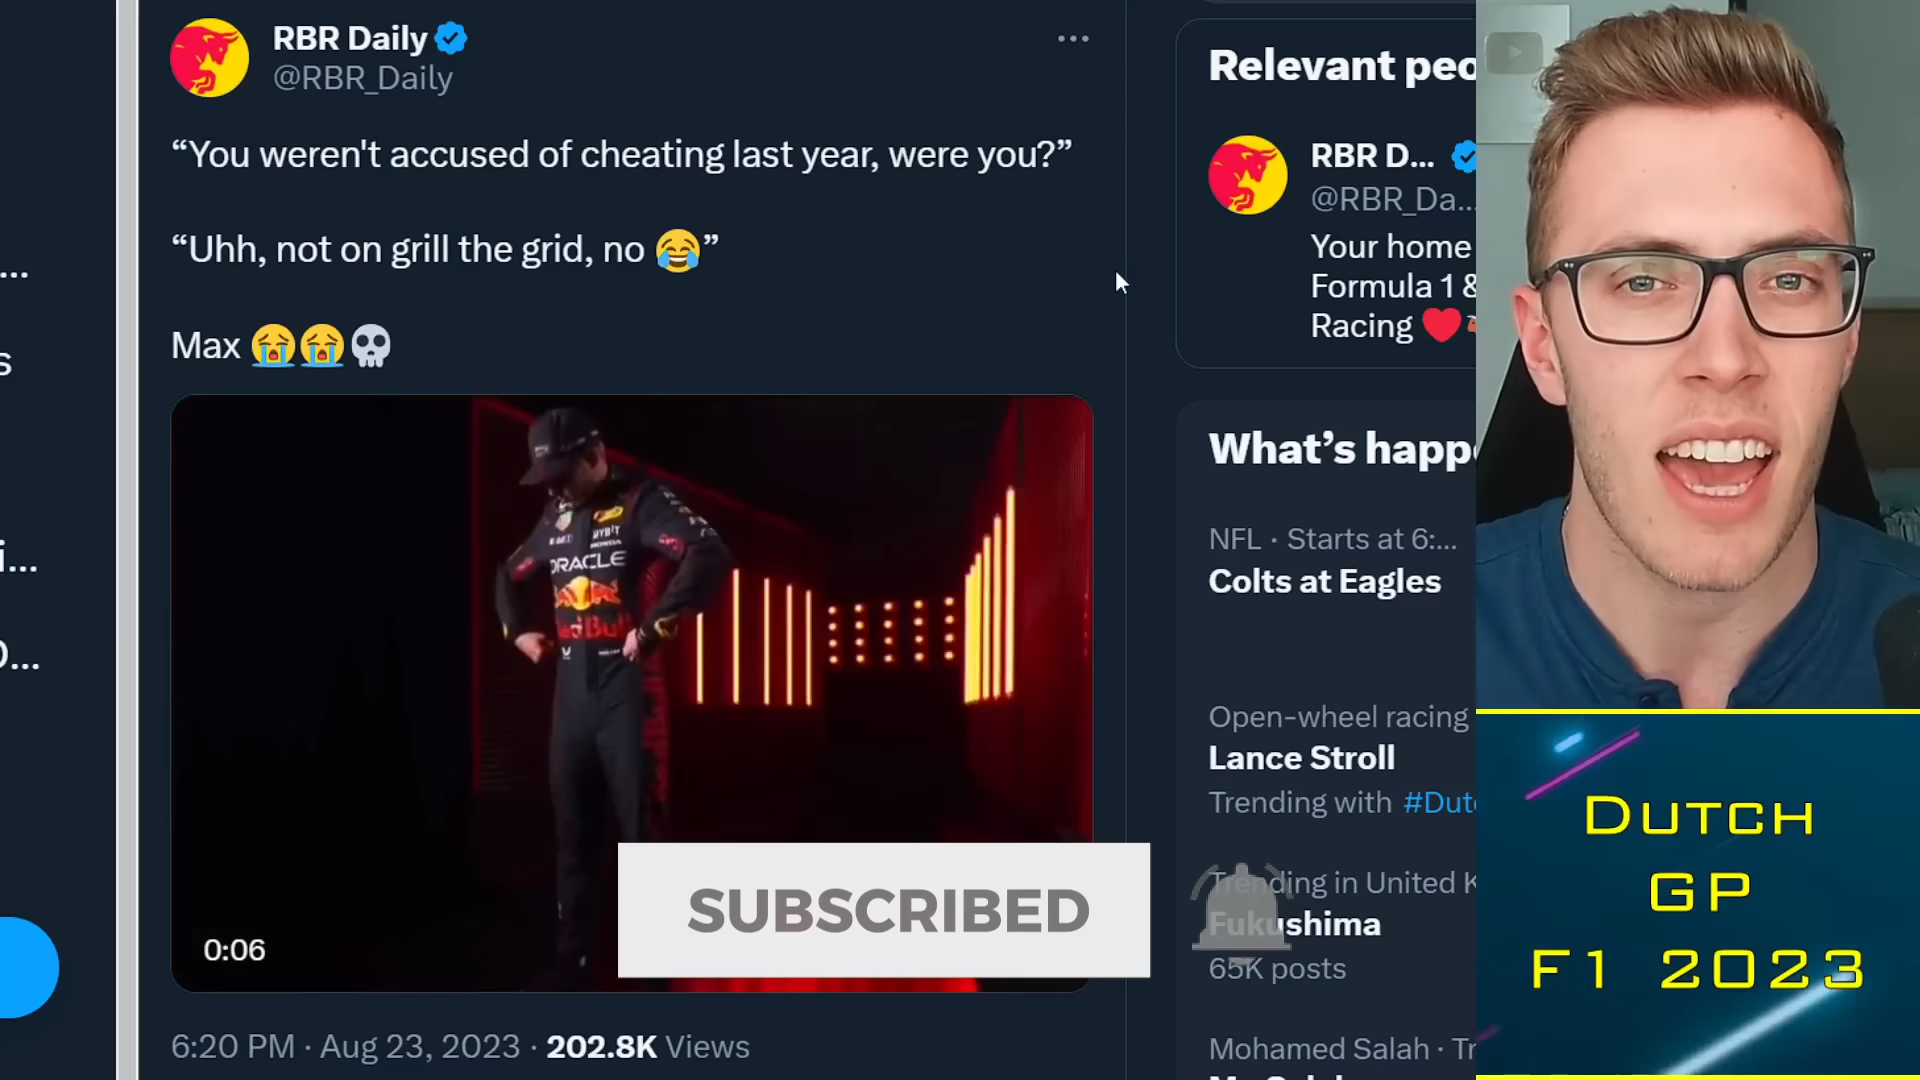 RBR Daily
@RBR_Daily
“You weren't accused of cheating last year, were you?”
“Uhh, not on grill the grid, no 😂”
Max 😭😭💀
ORACLE
Red Bull
0:06
6:20 PM · Aug 23, 2023 · 202.8K Views
SUBSCRIBED
Relevant peo
RBR D...
@RBR_Da...
Your home
Formula 1 &
Racing ❤️
What's happ
NFL · Starts at 6:...
Colts at Eagles
Open-wheel racing
Lance Stroll
Trending with #Dut
Trending in United K
Fukushima
65K posts
Mohamed Salah · Tr
DUTCH
GP
F1 2023